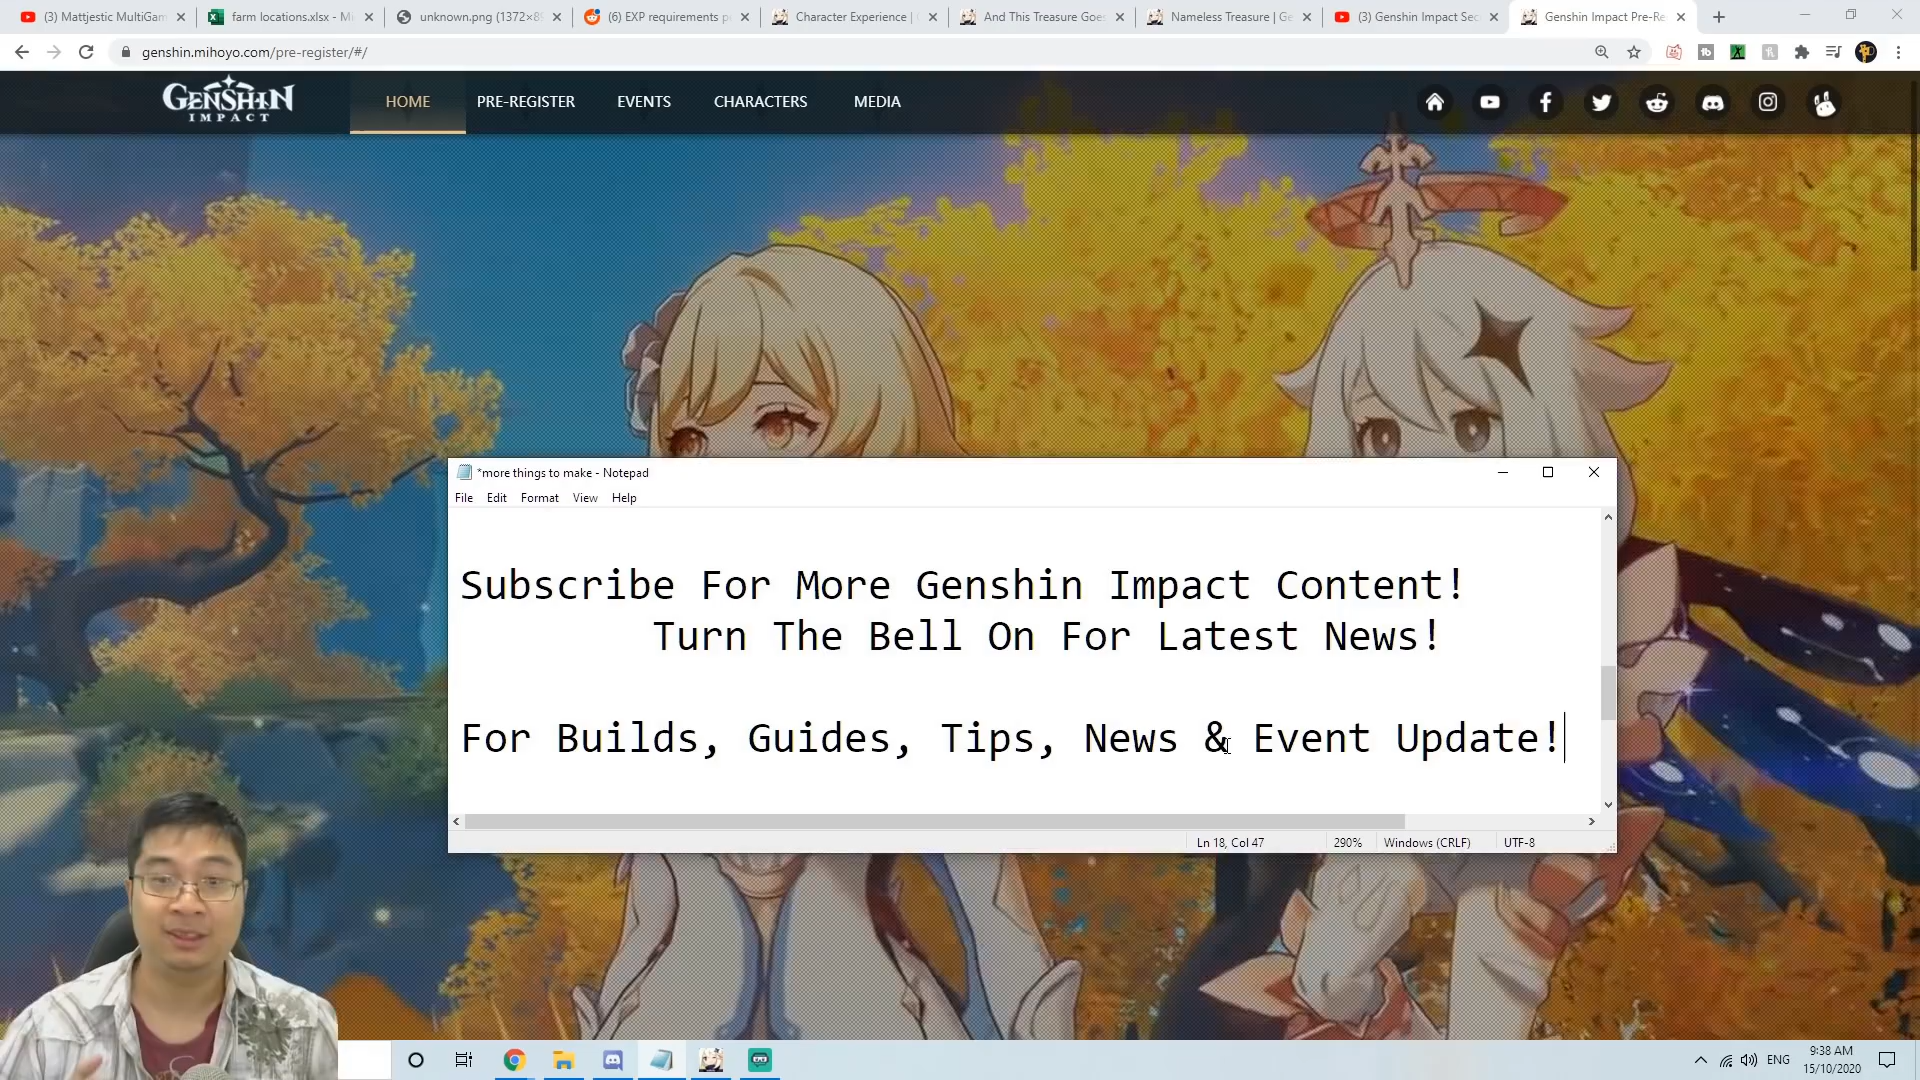 (3) Mattjestic MultiGam
farm locations.xlsx - Mi
unknown.png (1372×89
(6) EXP requirements p
Character Experience |
And This Treasure Goes
Nameless Treasure | Ge
(3) Genshin Impact Sec
Genshin Impact Pre-Re
genshin.mihoyo.com/pre-register/#/
GENSHIN
IMPACT
HOME
PRE-REGISTER
EVENTS
CHARACTERS
MEDIA
*more things to make - Notepad
File Edit Format View Help
Subscribe For More Genshin Impact Content!
Turn The Bell On For Latest News!
For Builds, Guides, Tips, News & Event Update!
Ln 18, Col 47
290%
Windows (CRLF)
UTF-8
ENG
9:38 AM
15/10/2020